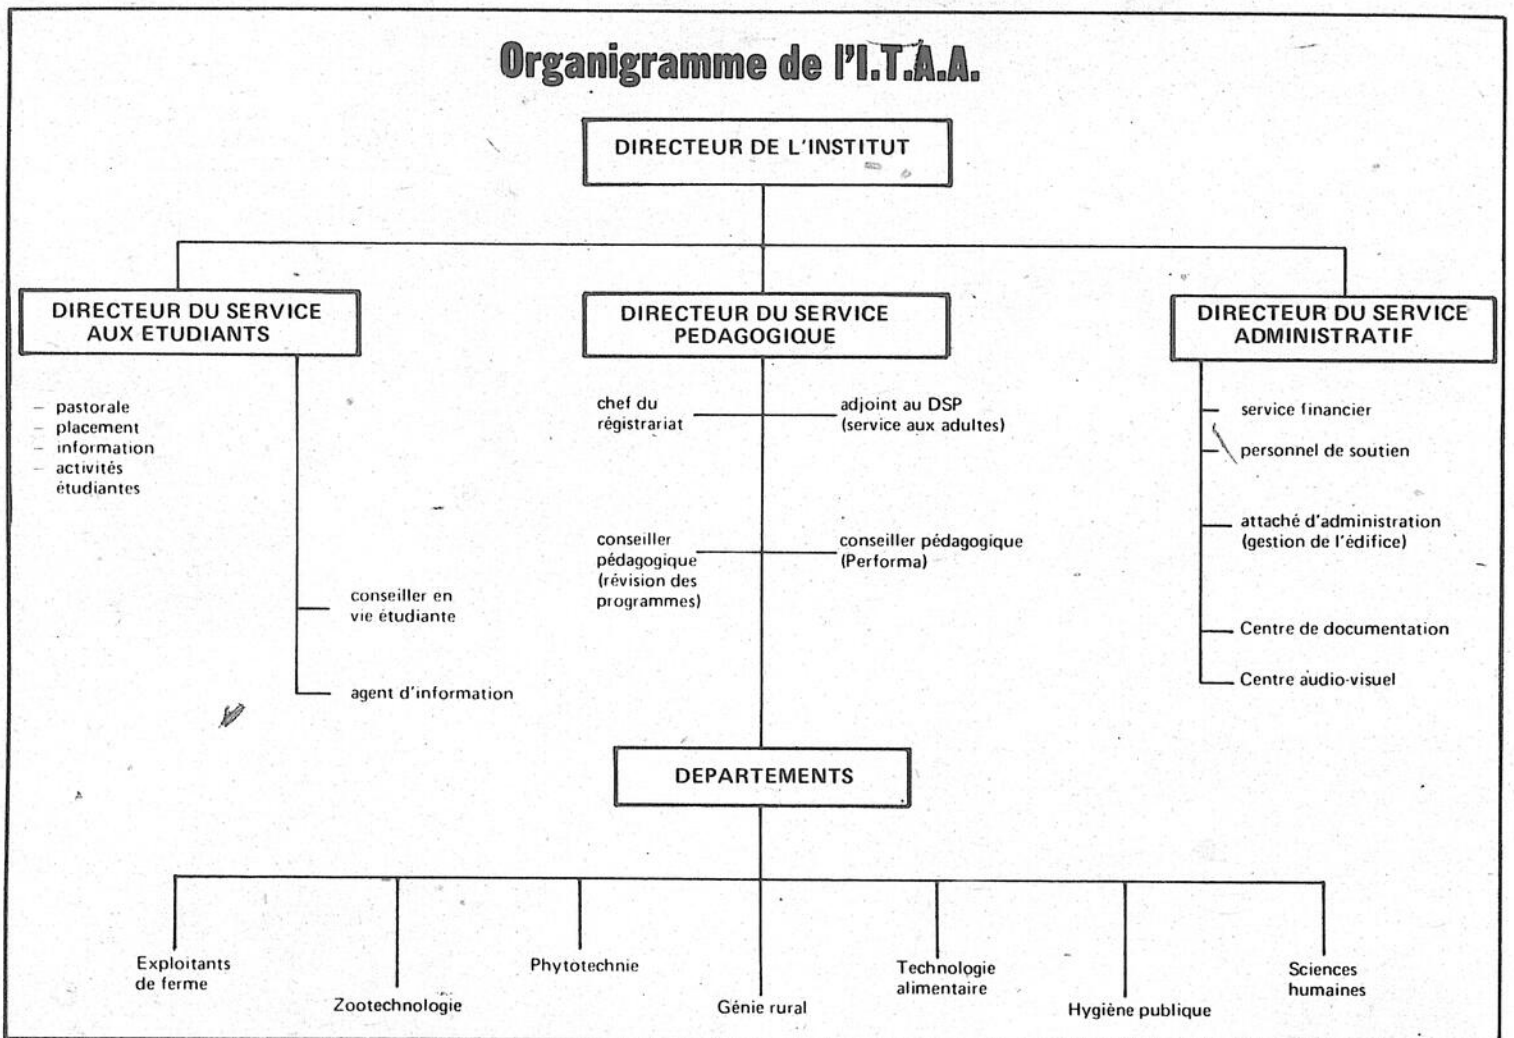 Organigramme de l'I.T.A.A.
DIRECTEUR DE L'INSTITUT
DIRECTEUR DU SERVICE
AUX ETUDIANTS
DIRECTEUR DU SERVICE
PEDAGOGIQUE
DIRECTEUR DU SERVICE
ADMINISTRATIF
– pastorale
– placement
– information
– activités
étudiantes
conseiller en
vie étudiante
agent d'information
chef du
régistrariat
adjoint au DSP
(service aux adultes)
conseiller
pédagogique
(révision des
programmes)
conseiller pédagogique
(Performa)
service financier
personnel de soutien
attaché d'administration
(gestion de l'édifice)
Centre de documentation
Centre audio-visuel
DEPARTEMENTS
Exploitants
de ferme
Zootechnologie
Phytotechnie
Génie rural
Technologie
alimentaire
Hygiène publique
Sciences
humaines